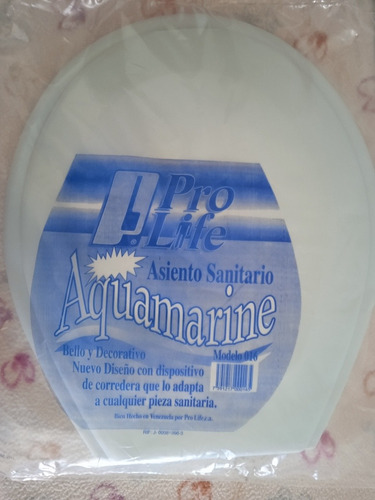 Pro
Life
Asiento Sanitario
Aquamarine
Bello y Decorativo
Modelo 016
Nuevo Diseño con dispositivo
de corredera que lo adapta
a cualquier pieza sanitaria.
Bien Hecho en Venezuela por Pro Life c.a.